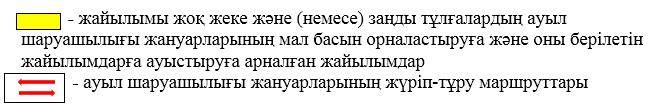 - жайылымы жоқ жеке және (немесе) заңды тұлғалардың ауыл
шаруашылығы жануарларының мал басын орналастыруға және оны берілетін
жайылымдарға ауыстыруға арналған жайылымдар
- ауыл шаруашылығы жануарларының жүріп-тұру маршруттары